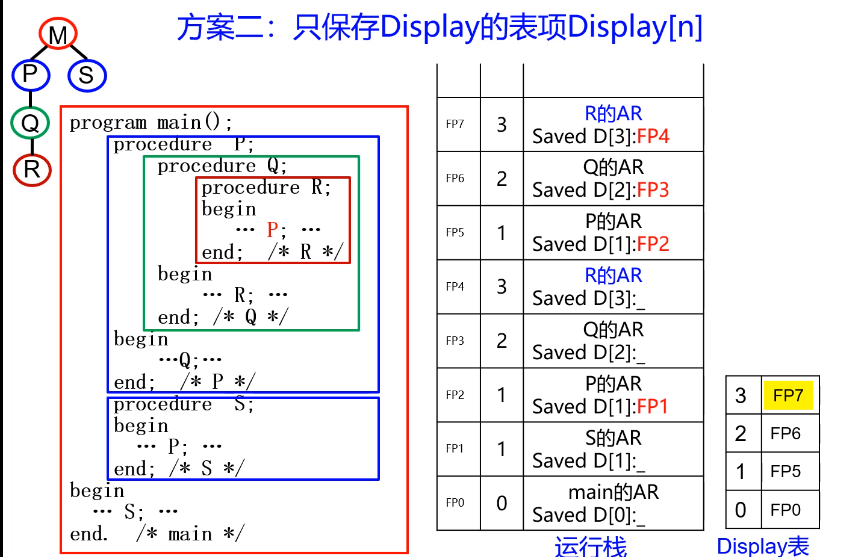 方案二：只保存Display的表项Display[n]
M
P
S
Q
R
program main();
procedure P;
procedure Q;
procedure R;
begin
… P; …
end; /* R */
begin
… R; …
end; /* Q */
begin
…Q;…
end; /* P */
procedure S;
begin
… P; …
end; /* S */
begin
… S; …
end. /* main */
FP7 3 R的AR
Saved D[3]:FP4
FP6 2 Q的AR
Saved D[2]:FP3
FP5 1 P的AR
Saved D[1]:FP2
FP4 3 R的AR
Saved D[3]:_
FP3 2 Q的AR
Saved D[2]:_
FP2 1 P的AR
Saved D[1]:FP1
FP1 1 S的AR
Saved D[1]:_
FP0 0 main的AR
Saved D[0]:_
运行栈
3 FP7
2 FP6
1 FP5
0 FP0
Display表